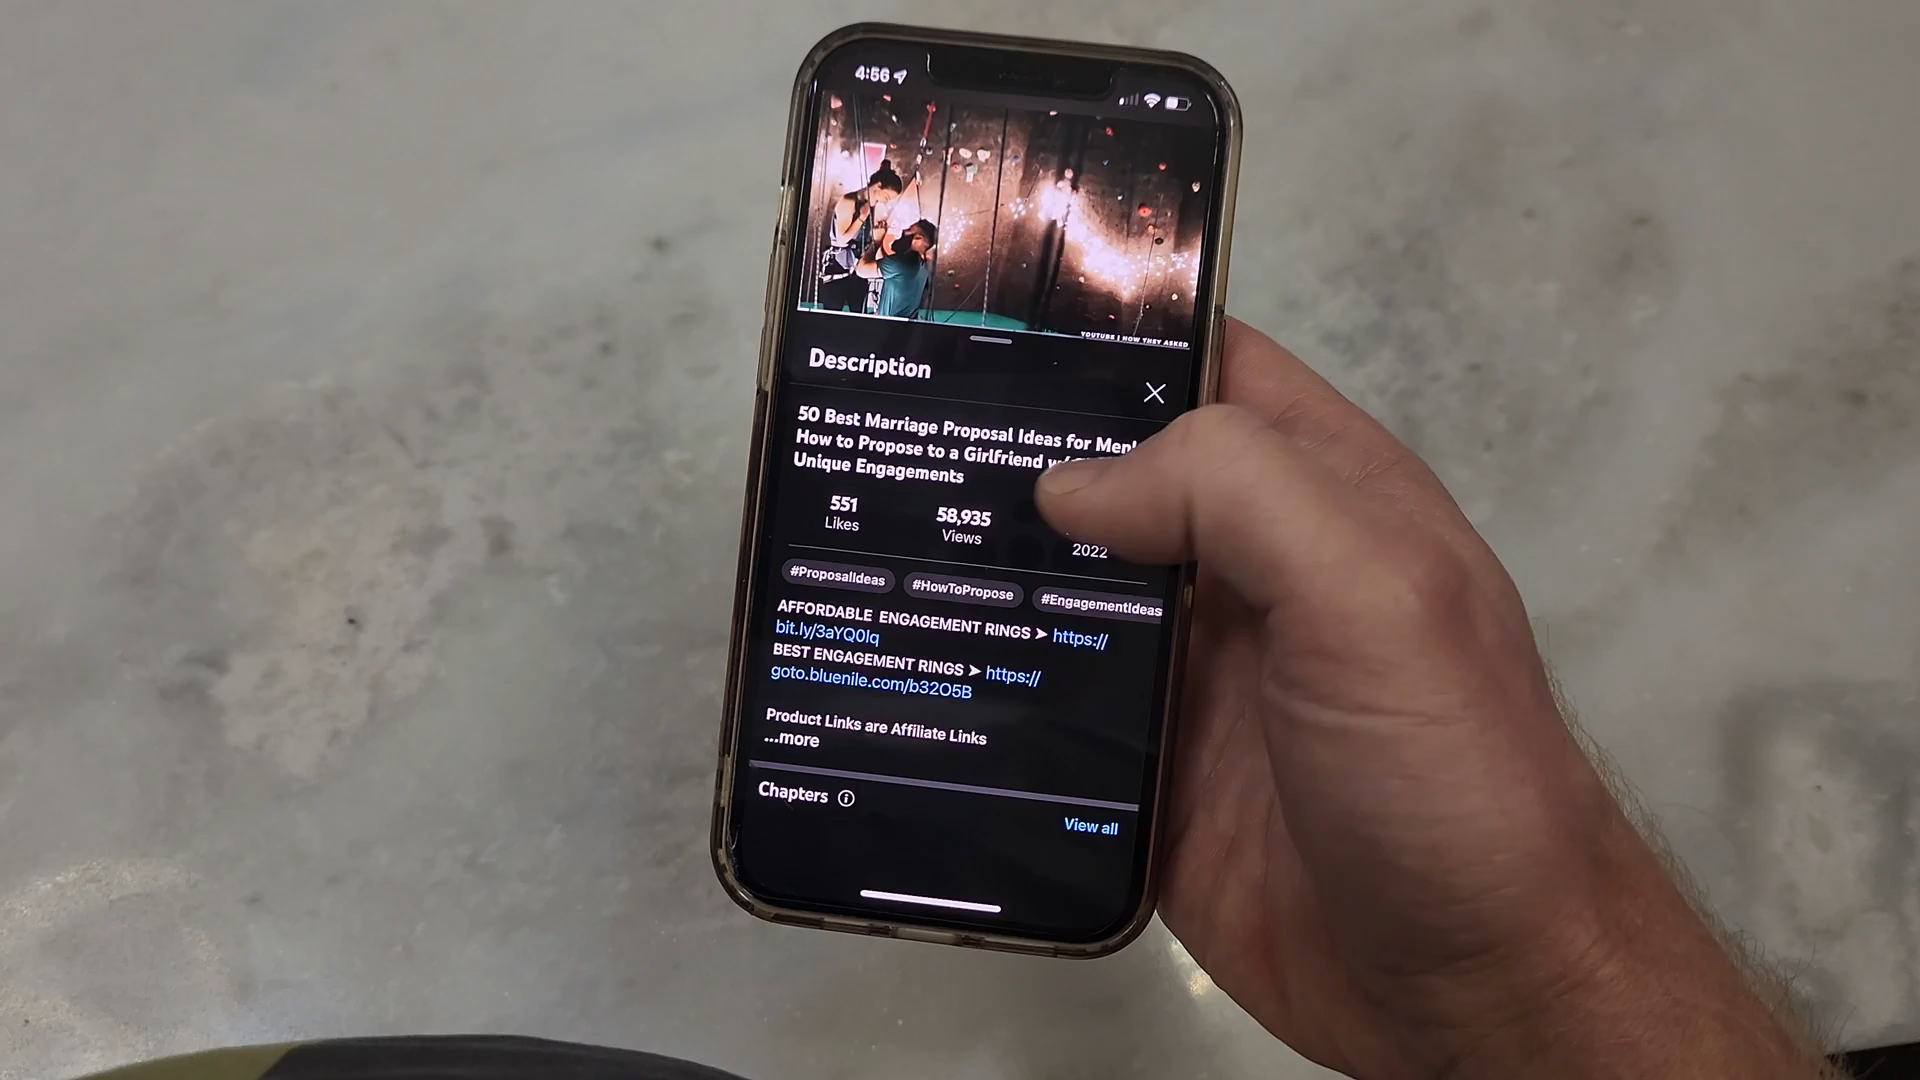 4:56
YOUTUBE | HOW THEY ASKED
Description
50 Best Marriage Proposal Ideas for Men!
How to Propose to a Girlfriend w/
Unique Engagements
551
Likes
58,935
Views
2022
#ProposalIdeas
#HowToPropose
#EngagementIdeas
AFFORDABLE ENGAGEMENT RINGS ➤ https://
bit.ly/3aYQ0lq
BEST ENGAGEMENT RINGS ➤ https://
goto.bluenile.com/b32O5B
Product Links are Affiliate Links
...more
Chapters
View all